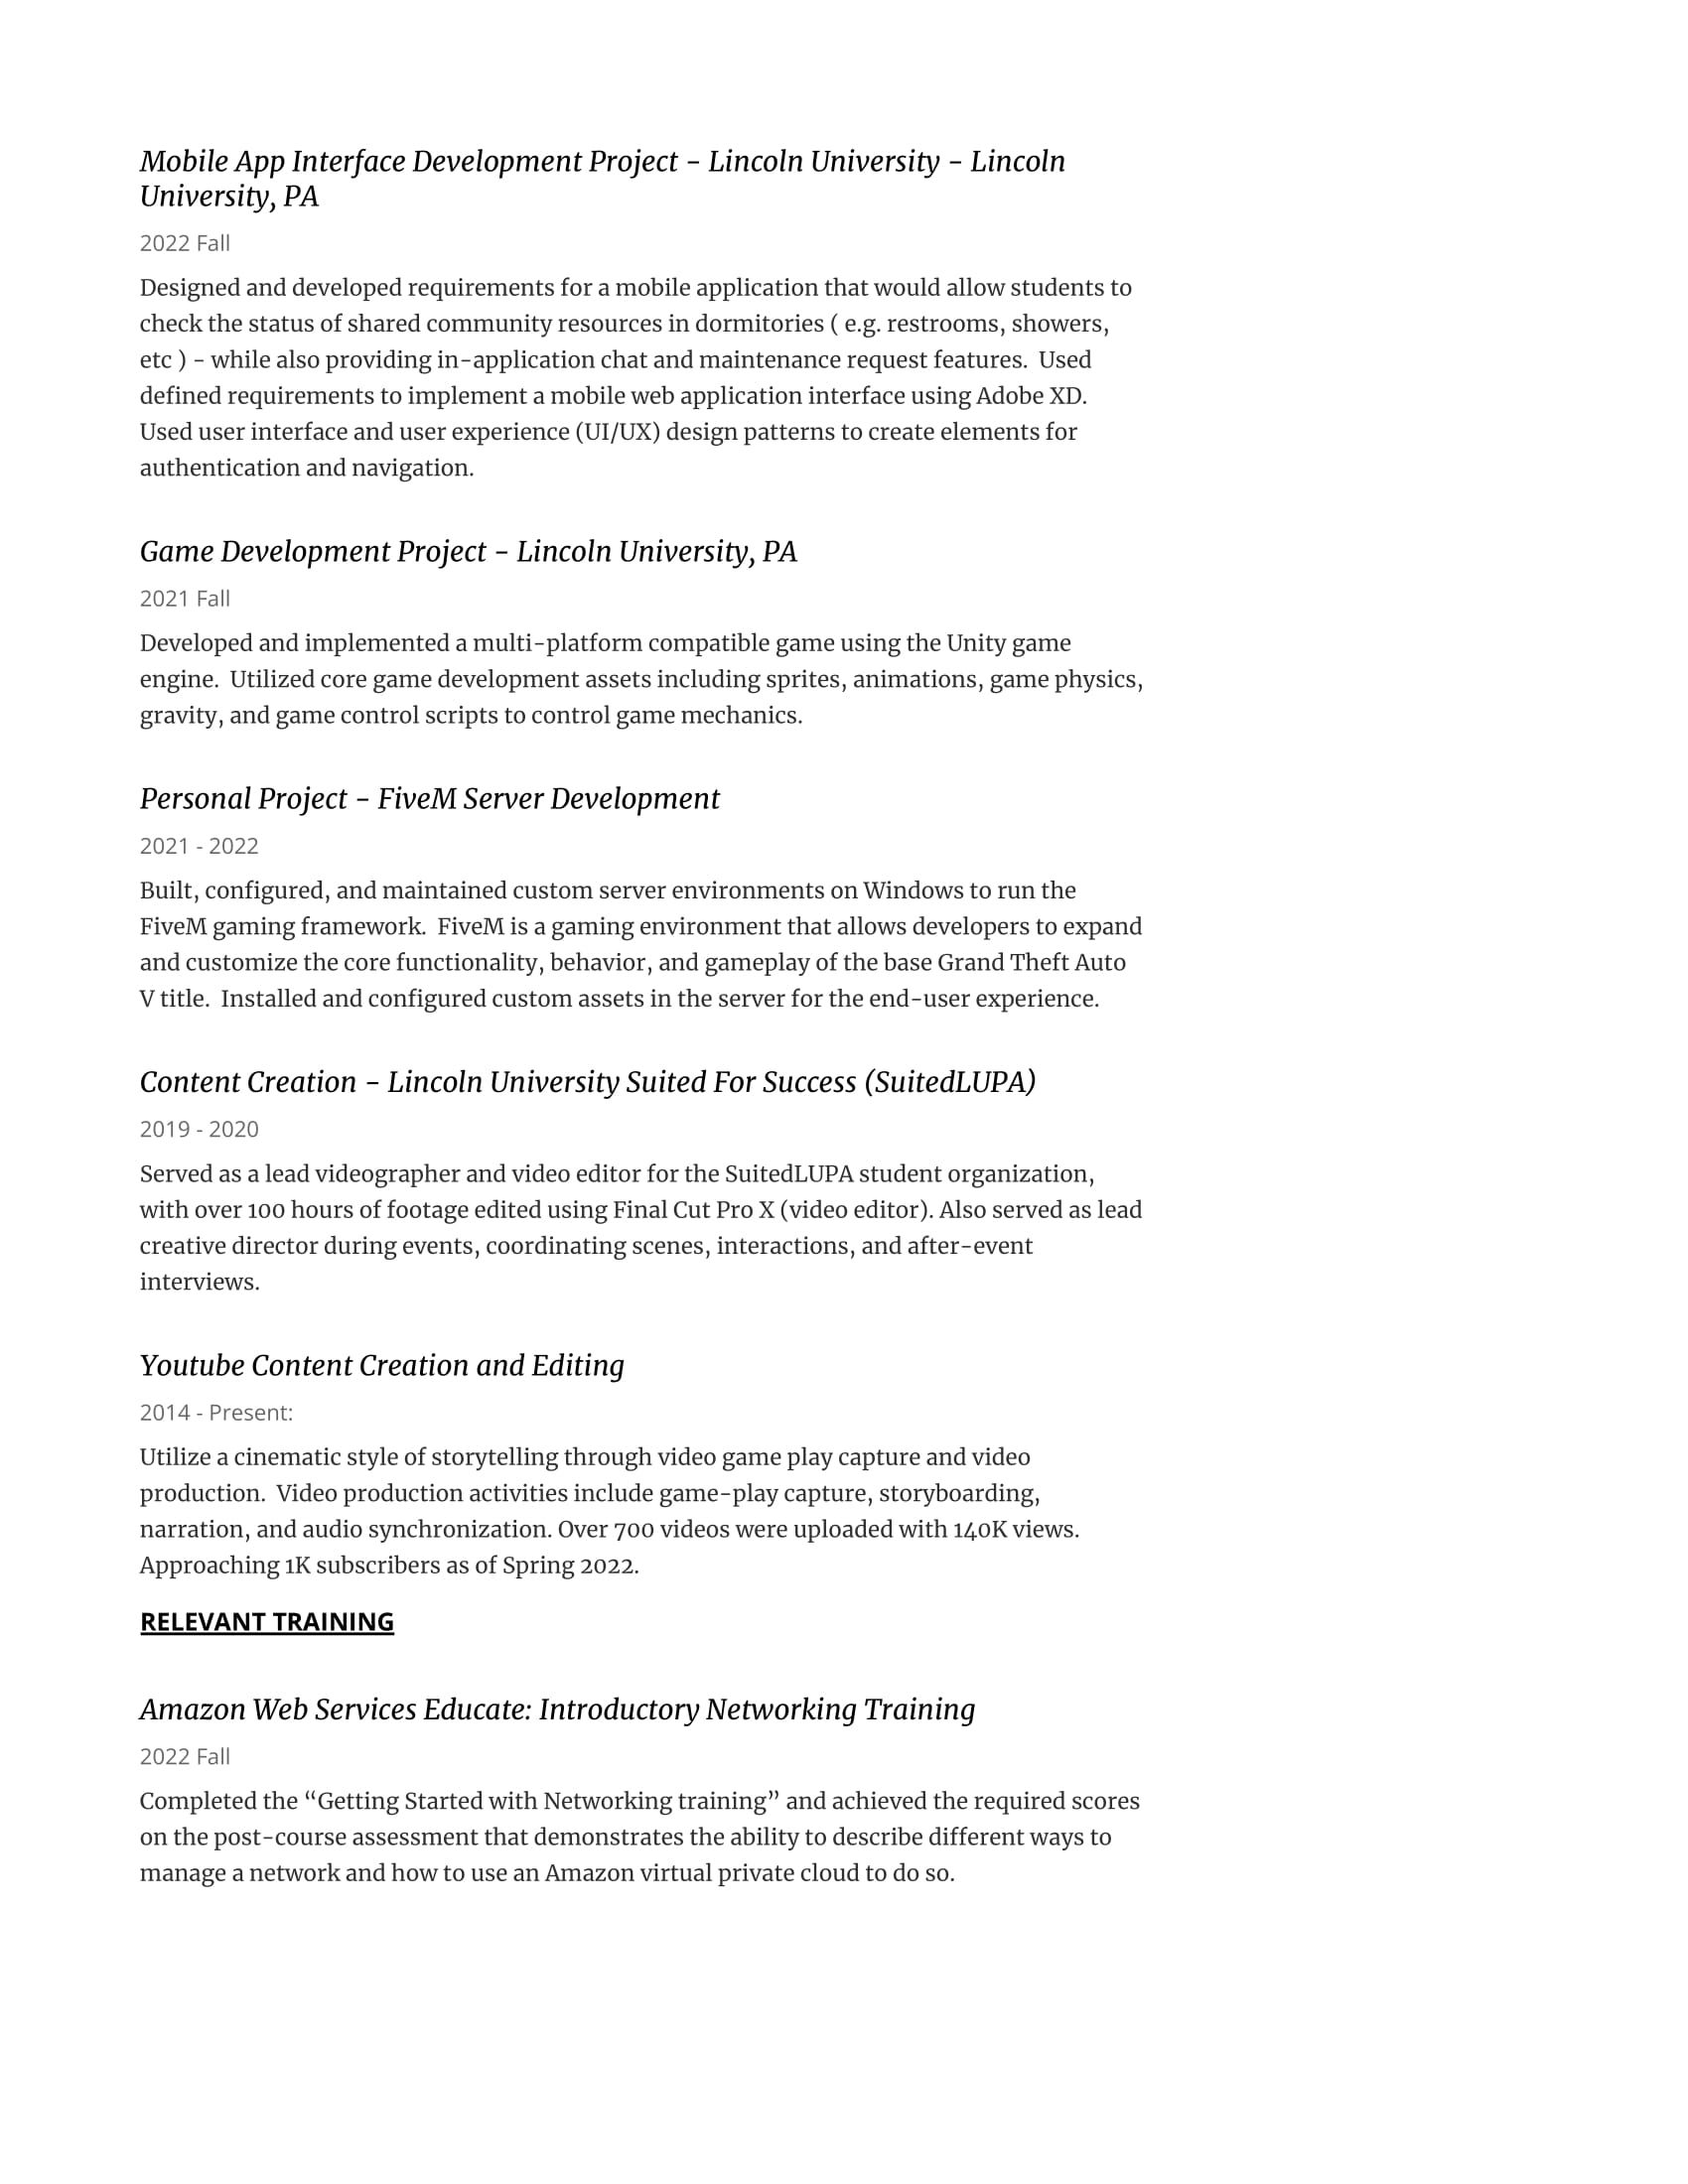 Mobile App Interface Development Project - Lincoln University - Lincoln
University, PA
2022 Fall
Designed and developed requirements for a mobile application that would allow students to
check the status of shared community resources in dormitories ( e.g. restrooms, showers,
etc ) - while also providing in-application chat and maintenance request features.  Used
defined requirements to implement a mobile web application interface using Adobe XD.
Used user interface and user experience (UI/UX) design patterns to create elements for
authentication and navigation.
Game Development Project - Lincoln University, PA
2021 Fall
Developed and implemented a multi-platform compatible game using the Unity game
engine.  Utilized core game development assets including sprites, animations, game physics,
gravity, and game control scripts to control game mechanics.
Personal Project - FiveM Server Development
2021 - 2022
Built, configured, and maintained custom server environments on Windows to run the
FiveM gaming framework.  FiveM is a gaming environment that allows developers to expand
and customize the core functionality, behavior, and gameplay of the base Grand Theft Auto
V title.  Installed and configured custom assets in the server for the end-user experience.
Content Creation - Lincoln University Suited For Success (SuitedLUPA)
2019 - 2020
Served as a lead videographer and video editor for the SuitedLUPA student organization,
with over 100 hours of footage edited using Final Cut Pro X (video editor). Also served as lead
creative director during events, coordinating scenes, interactions, and after-event
interviews.
Youtube Content Creation and Editing
2014 - Present:
Utilize a cinematic style of storytelling through video game play capture and video
production.  Video production activities include game-play capture, storyboarding,
narration, and audio synchronization. Over 700 videos were uploaded with 140K views.
Approaching 1K subscribers as of Spring 2022.
RELEVANT TRAINING
Amazon Web Services Educate: Introductory Networking Training
2022 Fall
Completed the “Getting Started with Networking training” and achieved the required scores
on the post-course assessment that demonstrates the ability to describe different ways to
manage a network and how to use an Amazon virtual private cloud to do so.